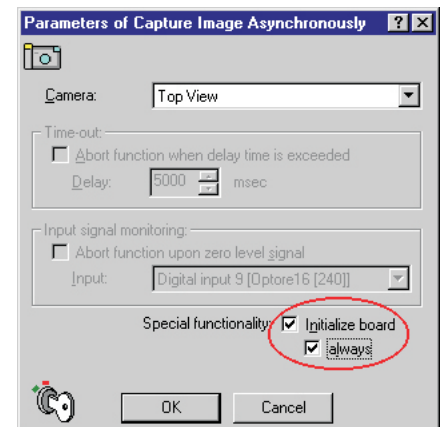 Parameters of Capture Image Asynchronously
Camera: Top View
Time-out:
Abort function when delay time is exceeded
Delay: 5000 msec
Input signal monitoring:
Abort function upon zero level signal
Input: Digital input 9 [Optore16 [240]]
Special functionality: Initialize board
always
OK Cancel